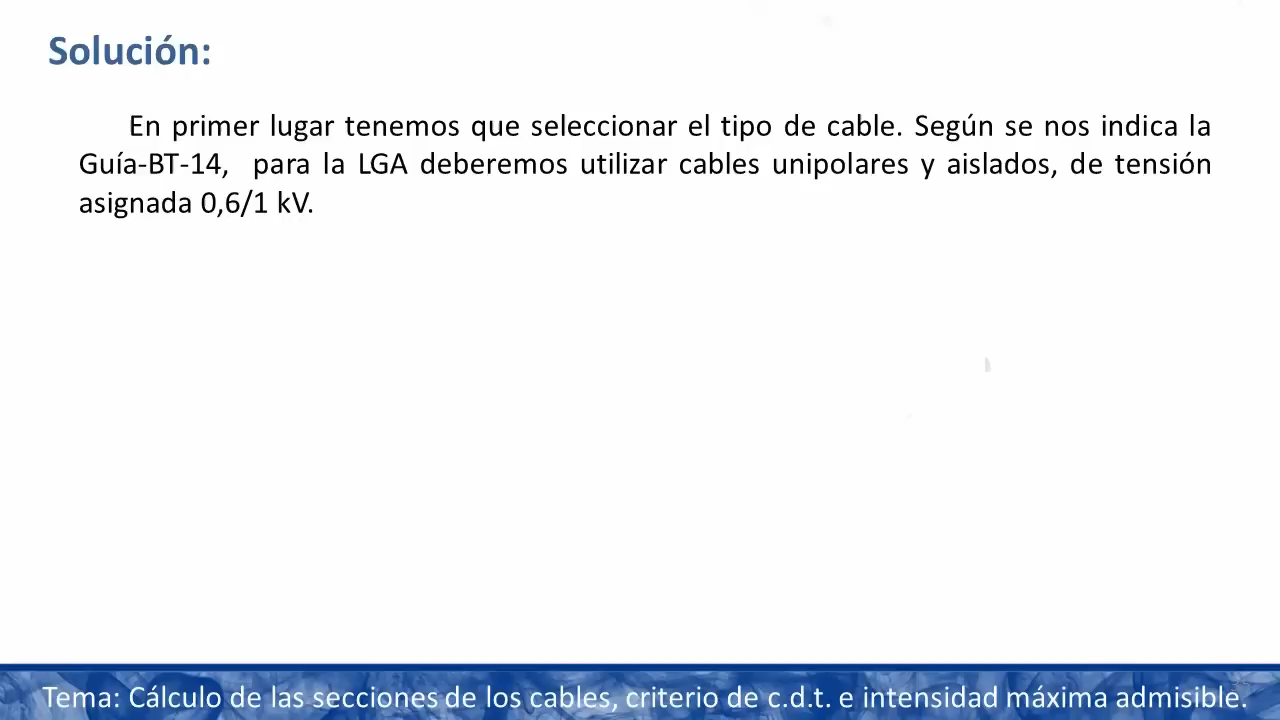 Solución:
En primer lugar tenemos que seleccionar el tipo de cable. Según se nos indica la
Guía-BT-14, para la LGA deberemos utilizar cables unipolares y aislados, de tensión
asignada 0,6/1 kV.
Tema: Cálculo de las secciones de los cables, criterio de c.d.t. e intensidad máxima admisible.